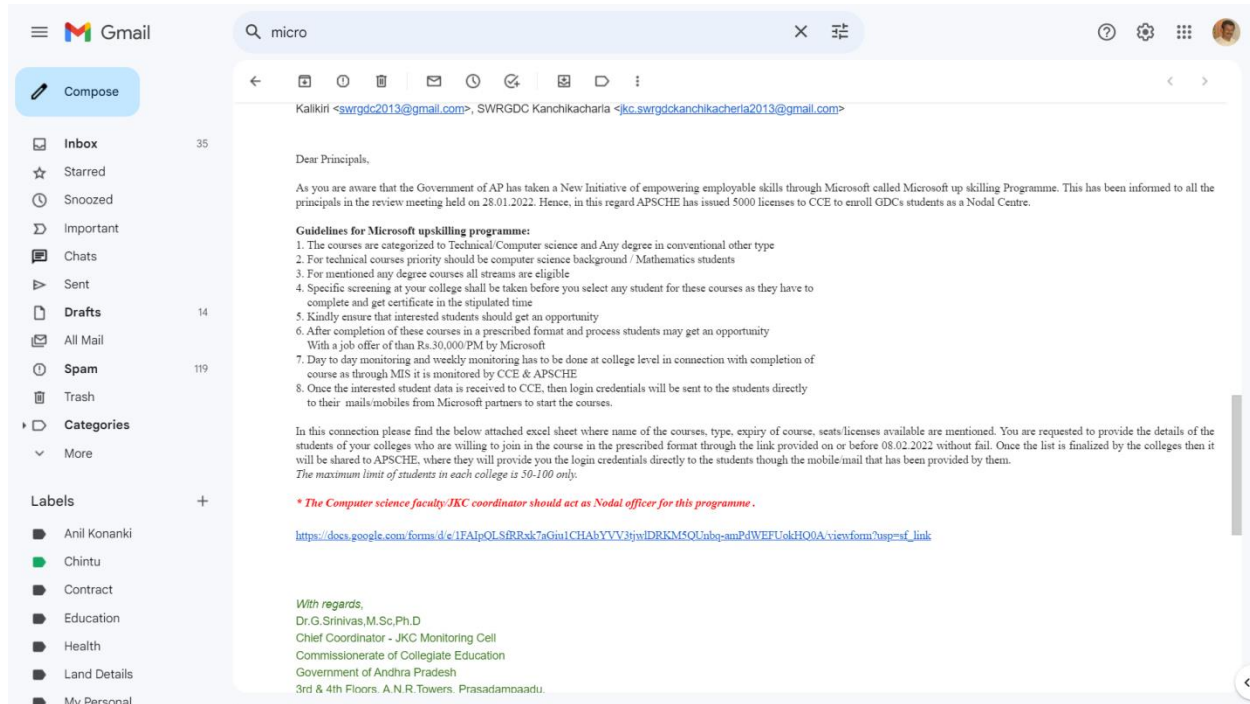 Gmail
micro
Compose
Inbox 35
Starred
Snoozed
Important
Chats
Sent
Drafts 14
All Mail
Spam 119
Trash
Categories
More
Labels
Anil Konanki
Chintu
Contract
Education
Health
Land Details
My Personal
Kalikiri <swrgdc2013@gmail.com>, SWRGDC Kanchikacharla <jkc.swrgdckanchikacherla2013@gmail.com>
Dear Principals,
As you are aware that the Government of AP has taken a New Initiative of empowering employable skills through Microsoft called Microsoft up skilling Programme. This has been informed to all the
principals in the review meeting held on 28.01.2022. Hence, in this regard APSCHE has issued 5000 licenses to CCE to enroll GDCs students as a Nodal Centre.
Guidelines for Microsoft upskilling programme:
1. The courses are categorized to Technical/Computer science and Any degree in conventional other type
2. For technical courses priority should be computer science background / Mathematics students
3. For mentioned any degree courses all streams are eligible
4. Specific screening at your college shall be taken before you select any student for these courses as they have to
complete and get certificate in the stipulated time
5. Kindly ensure that interested students should get an opportunity
6. After completion of these courses in a prescribed format and process students may get an opportunity
With a job offer of than Rs.30,000/PM by Microsoft
7. Day to day monitoring and weekly monitoring has to be done at college level in connection with completion of
course as through MIS it is monitored by CCE & APSCHE
8. Once the interested student data is received to CCE, then login credentials will be sent to the students directly
to their mails/mobiles from Microsoft partners to start the courses.
In this connection please find the below attached excel sheet where name of the courses, type, expiry of course, seats/licenses available are mentioned. You are requested to provide the details of the
students of your colleges who are willing to join in the course in the prescribed format through the link provided on or before 08.02.2022 without fail. Once the list is finalized by the colleges then it
will be shared to APSCHE, where they will provide you the login credentials directly to the students though the mobile/mail that has been provided by them.
The maximum limit of students in each college is 50-100 only.
* The Computer science faculty/JKC coordinator should act as Nodal officer for this programme .
https://docs.google.com/forms/d/e/1FAIpQLSfRRxk7aGiu1CHAbYVV3tjwlDRKM5QUnbq-amPdWEFUokHQ0A/viewform?usp=sf_link
With regards,
Dr.G.Srinivas,M.Sc,Ph.D
Chief Coordinator - JKC Monitoring Cell
Commissionerate of Collegiate Education
Government of Andhra Pradesh
3rd & 4th Floors, A.N.R.Towers, Prasadampaadu,